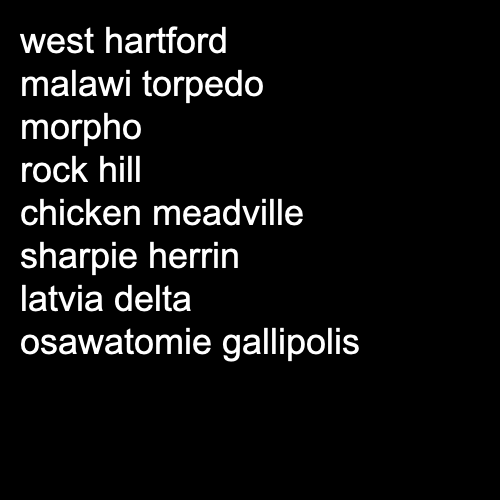 west hartford
malawi torpedo
morpho
rock hill
chicken meadville
sharpie herrin
latvia delta
osawatomie gallipolis